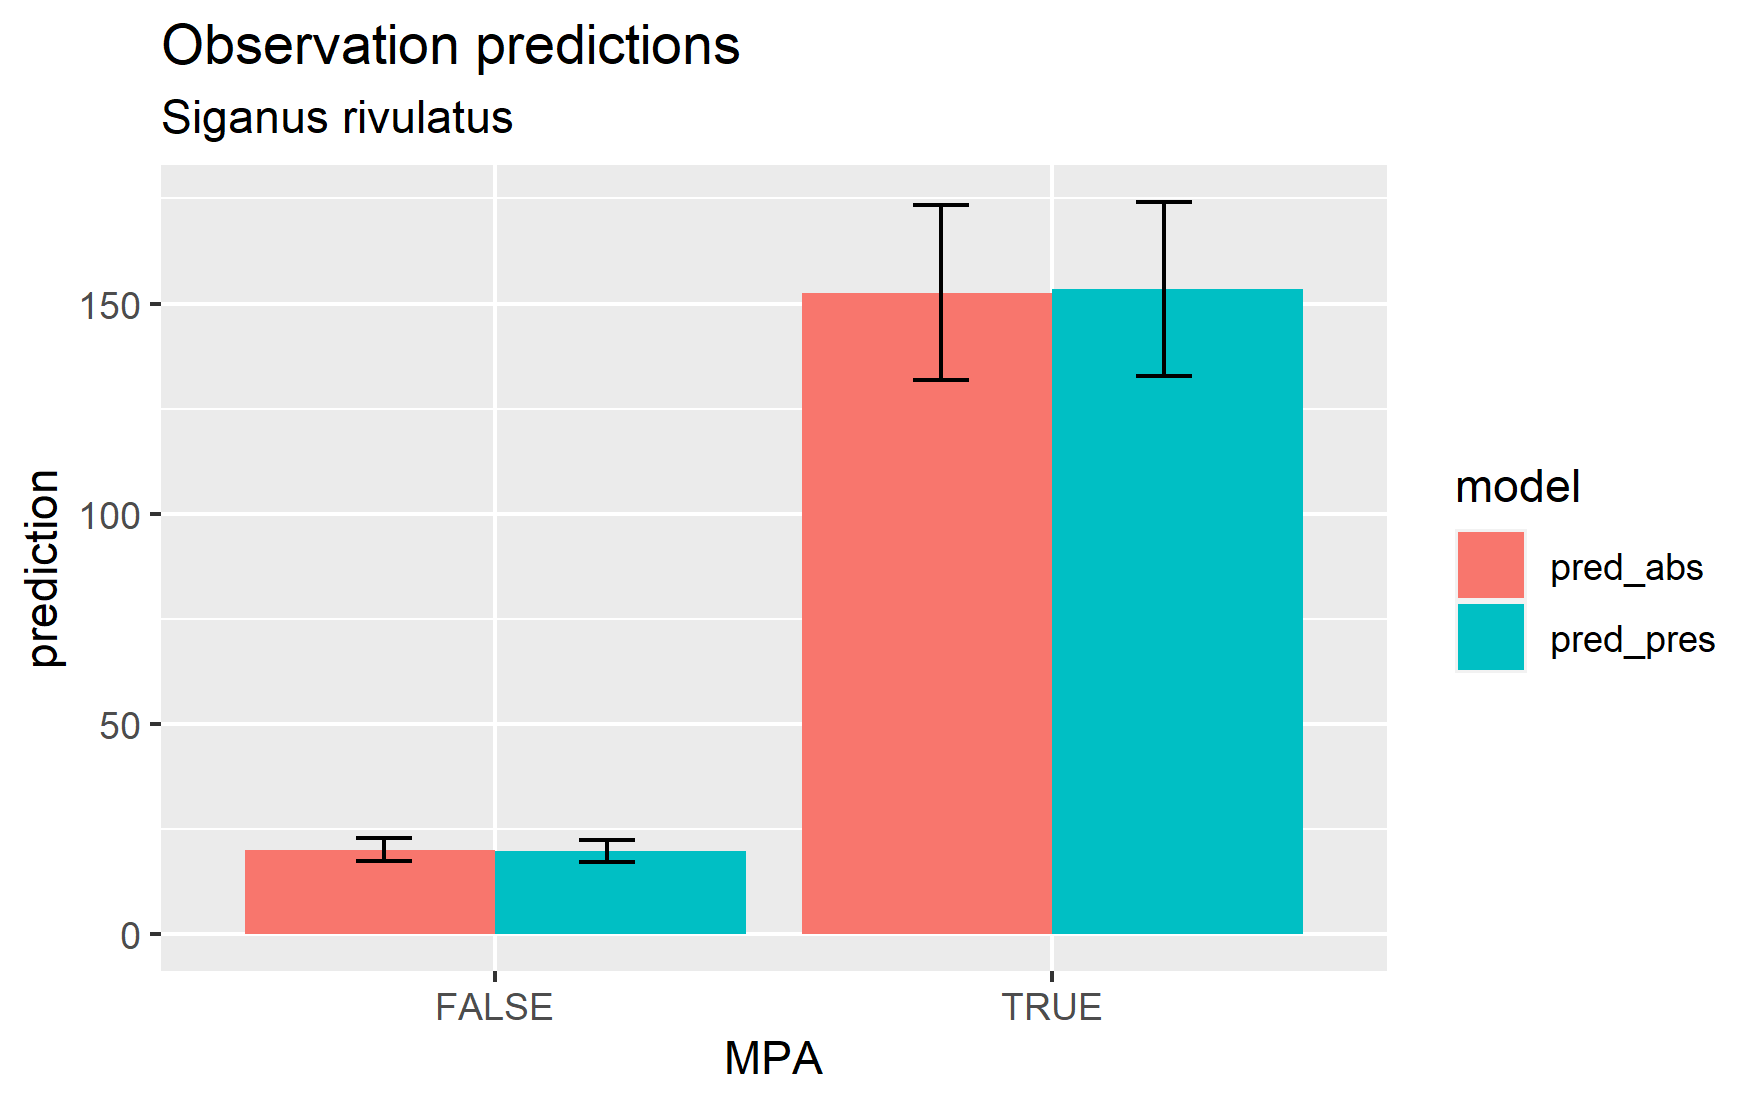 Observation predictions
Siganus rivulatus
prediction
150
100
50
0
FALSE
TRUE
MPA
model
pred_abs
pred_pres